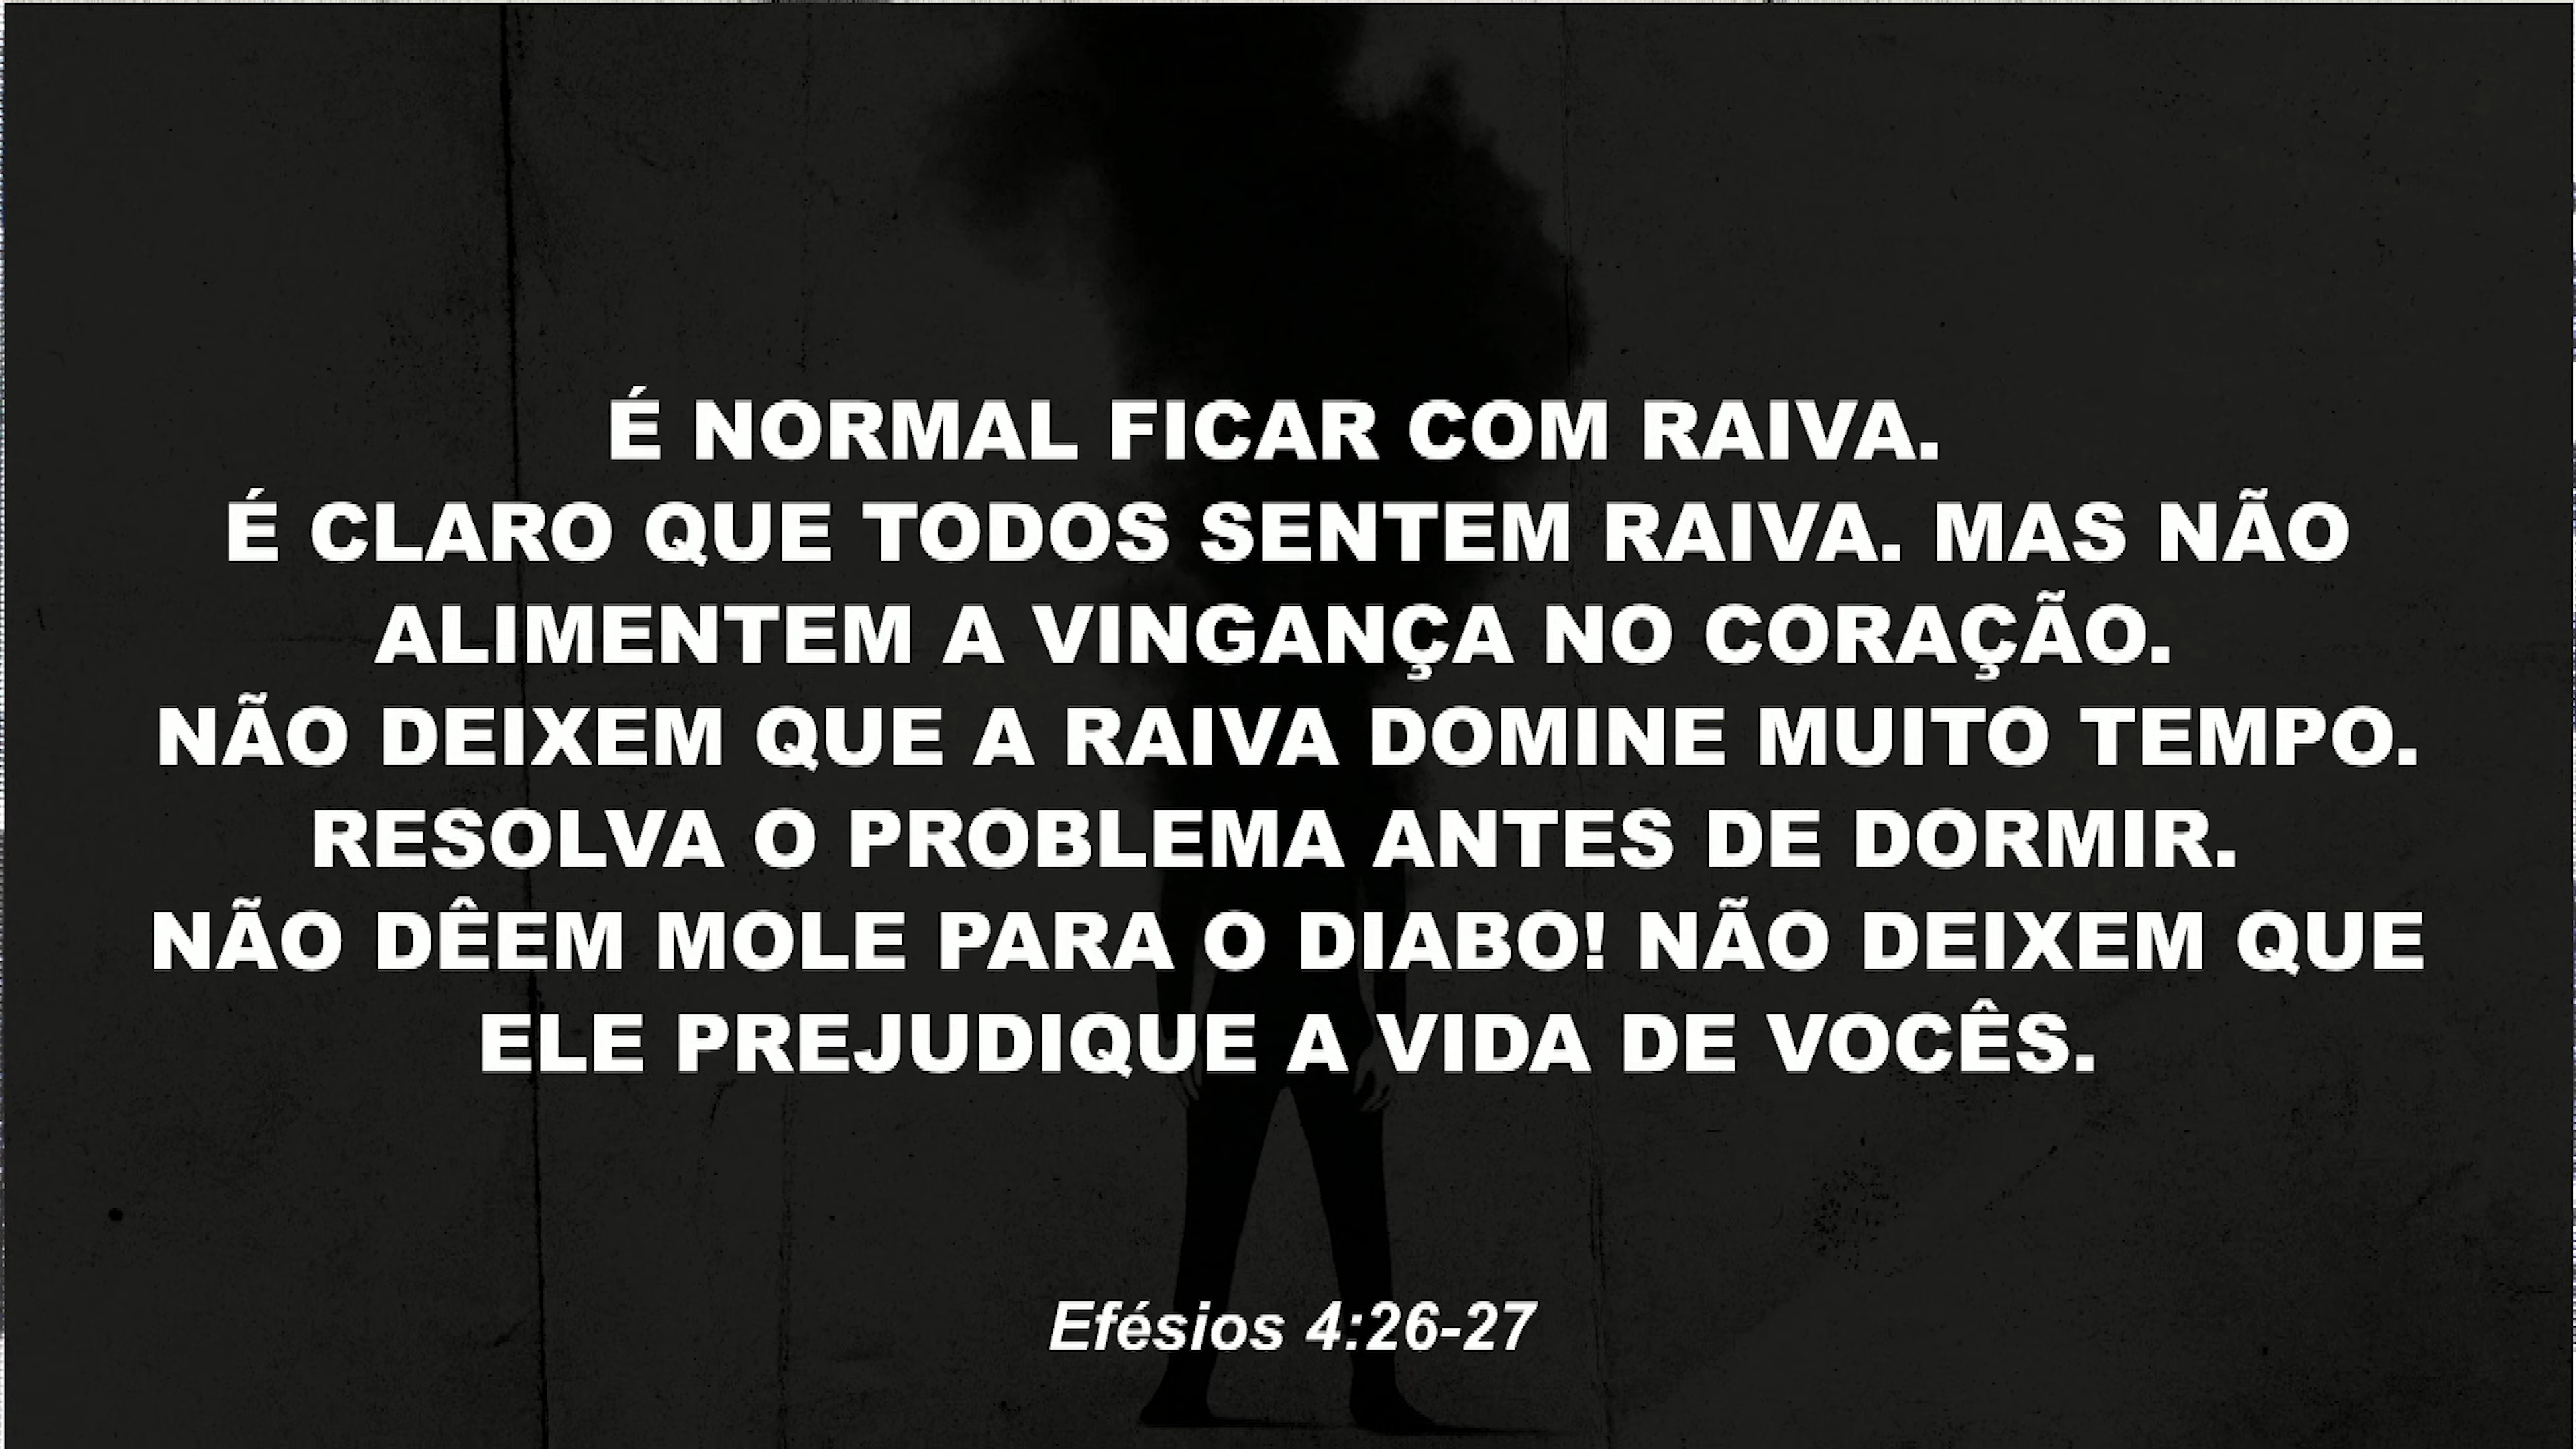 É NORMAL FICAR COM RAIVA.
É CLARO QUE TODOS SENTEM RAIVA. MAS NÃO
ALIMENTEM A VINGANÇA NO CORAÇÃO.
NÃO DEIXEM QUE A RAIVA DOMINE MUITO TEMPO.
RESOLVA O PROBLEMA ANTES DE DORMIR.
NÃO DÊEM MOLE PARA O DIABO! NÃO DEIXEM QUE
ELE PREJUDIQUE A VIDA DE VOCÊS.
Efésios 4:26-27